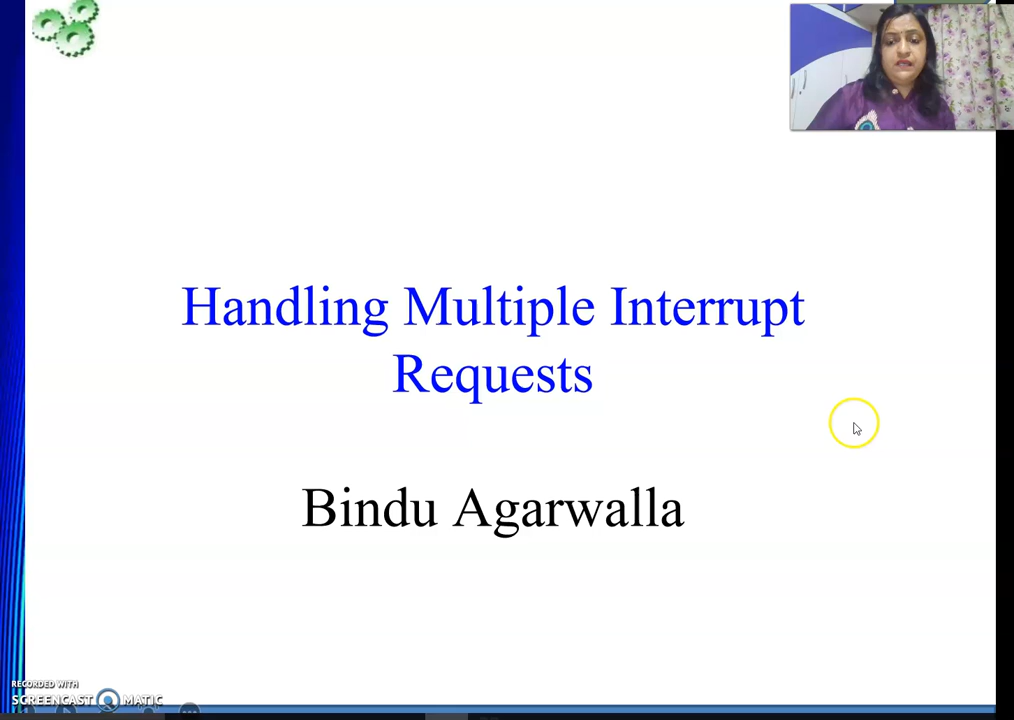 Handling Multiple Interrupt
Requests
Bindu Agarwalla
RECORDED WITH
SCREENCAST MATIC